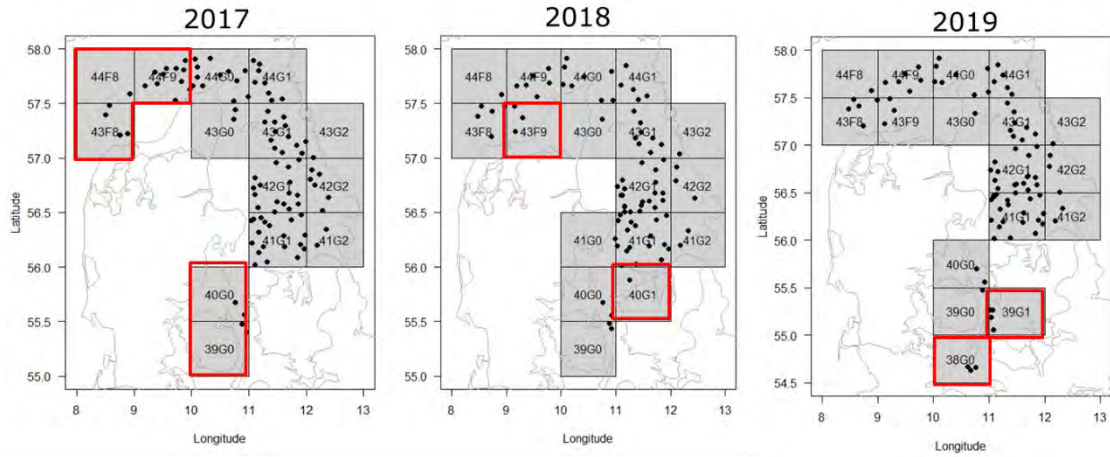 2017
Latitude
58.0
44F8 44F9 44G0 44G1
57.5
43F8 43G0 43G1 43G2
57.0
42G1 42G2
56.5
41G1 41G2
56.0
40G0
55.5
39G0
55.0
8 9 10 11 12 13
Longitude
2018
Latitude
58.0
44F8 44F9 44G0 44G1
57.5
43F8 43F9 43G0 43G1 43G2
57.0
42G1 42G2
56.5
41G0 41G1 41G2
56.0
40G0 40G1
55.5
39G0
55.0
8 9 10 11 12 13
Longitude
2019
Latitude
58.0
44F8 44F9 44G0 44G1
57.5
43F8 43F9 43G0 43G1 43G2
57.0
42G1 42G2
56.5
41G1 41G2
56.0
40G0
55.5
39G0 39G1
55.0
38G0
54.5
8 9 10 11 12 13
Longitude